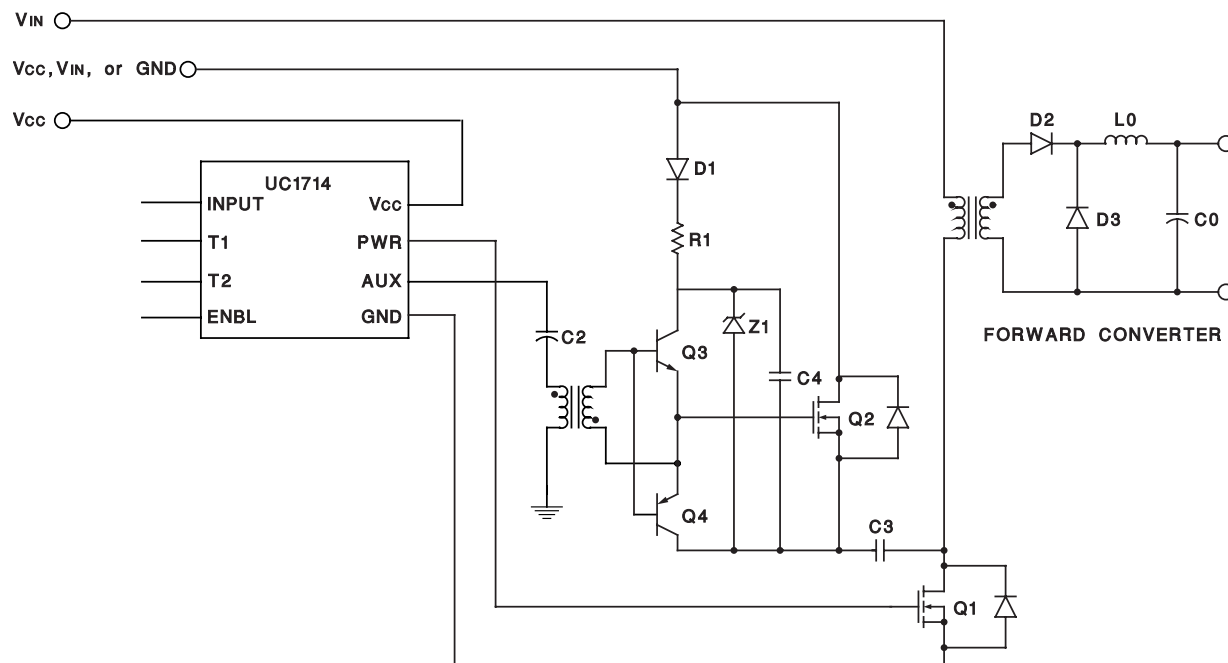 VIN
VCC, VIN, or GND
VCC
D2
L0
D1
UC1714
INPUT
VCC
D3
C0
T1
PWR
R1
T2
AUX
ENBL
GND
Z1
C2
Q3
FORWARD CONVERTER
C4
Q2
Q4
C3
Q1